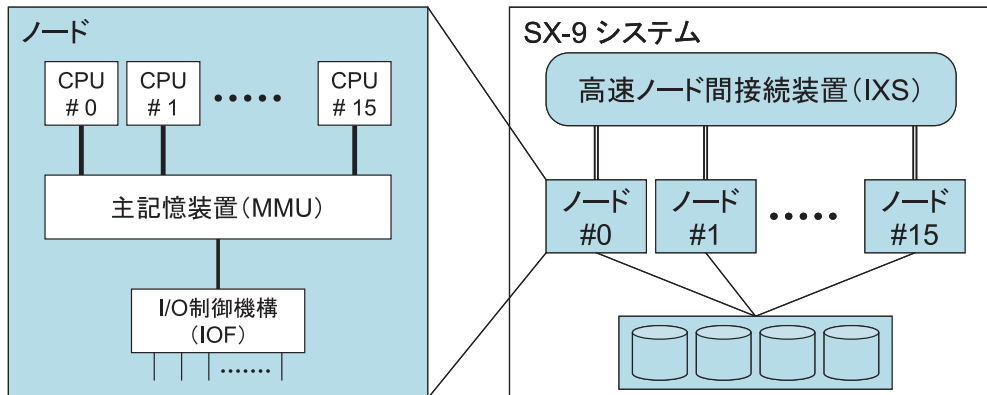 ノード
CPU
# 0
CPU
# 1
•••••
CPU
# 15
主記憶装置(MMU)
I/O制御機構
(IOF)
•••••••
SX-9 システム
高速ノード間接続装置(IXS)
ノード
#0
ノード
#1
•••••
ノード
#15